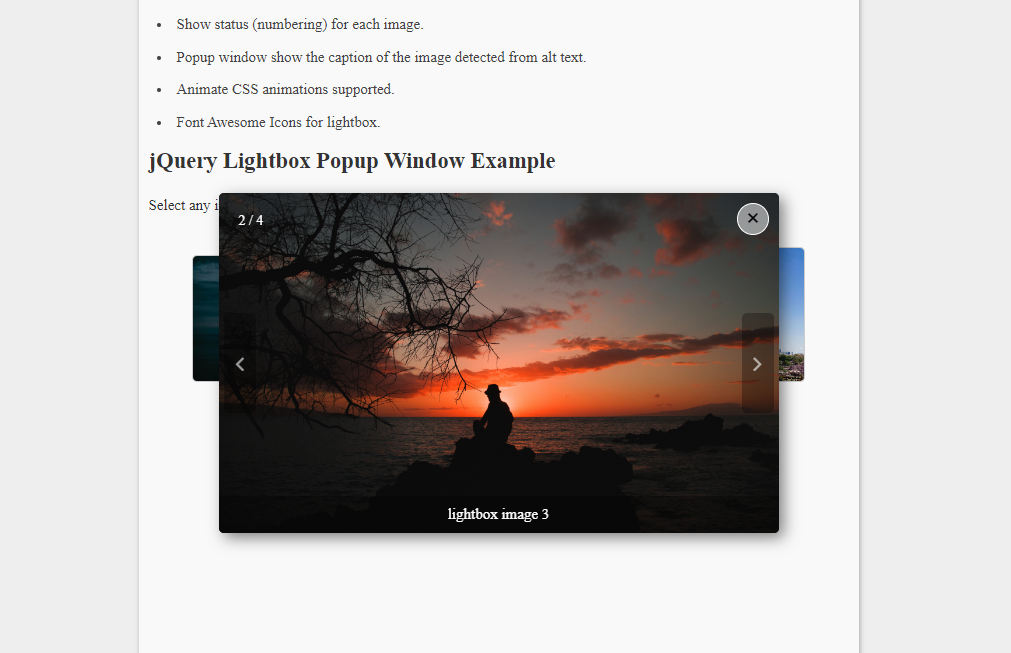 Show status (numbering) for each image.
Popup window show the caption of the image detected from alt text.
Animate CSS animations supported.
Font Awesome Icons for lightbox.
jQuery Lightbox Popup Window Example
Select any
2 / 4
lightbox image 3